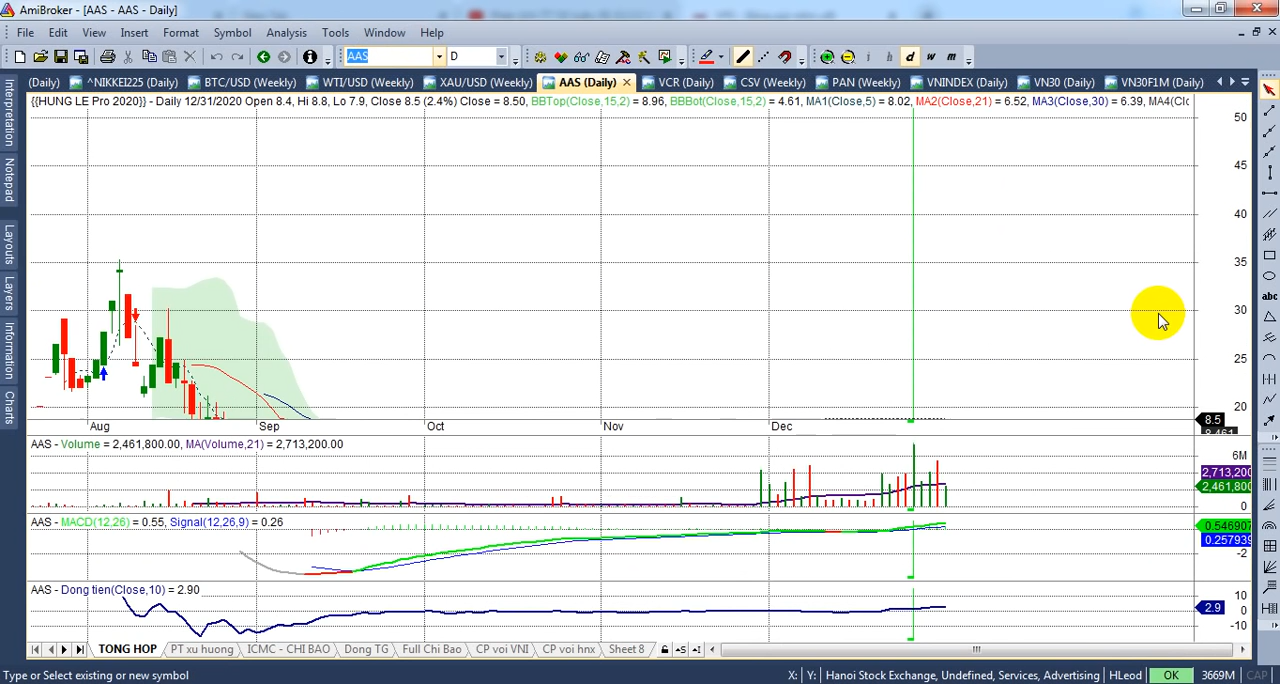 AmiBroker - [AAS - AAS - Daily]
File Edit View Insert Format Symbol Analysis Tools Window Help
AAS D i h d w m
(Daily) ^NIKKEI225 (Daily) BTC/USD (Weekly) WTI/USD (Weekly) XAU/USD (Weekly) AAS (Daily) VCR (Daily) CSV (Weekly) PAN (Weekly) VNINDEX (Daily) VN30 (Daily) VN30F1M (Daily)
{{HUNG LE Pro 2020}} - Daily 12/31/2020 Open 8.4, Hi 8.8, Lo 7.9, Close 8.5 (2.4%) Close = 8.50, BBTop(Close,15,2) = 8.96, BBBot(Close,15,2) = 4.61, MA1(Close,5) = 8.02, MA2(Close,21) = 6.52, MA3(Close,30) = 6.39, MA4(Clo
Interpretation
Notepad
Layouts
Layers
Information
Charts
50
45
40
35
30
25
20
8.5
Aug Sep Oct Nov Dec
AAS - Volume = 2,461,800.00, MA(Volume,21) = 2,713,200.00
6M
2,713,200
2,461,800
0
AAS - MACD(12,26) = 0.55, Signal(12,26,9) = 0.26
0.546907
0.257939
-2
AAS - Dong tien(Close,10) = 2.90
10
2.9
0
-10
abc
TONG HOP PT xu huong ICMC - CHI BAO Dong TG Full Chi Bao CP voi VNI CP voi hnx Sheet 8
Type or Select existing or new symbol X: Y: Hanoi Stock Exchange, Undefined, Services, Advertising HLeod OK 3669M CAP